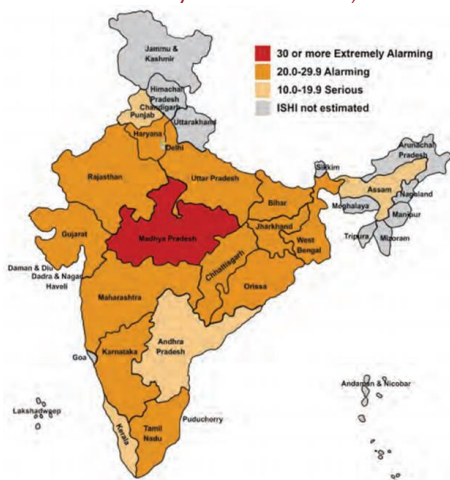 Jammu &
Kashmir
30 or more Extremely Alarming
20.0-29.9 Alarming
10.0-19.9 Serious
ISHI not estimated
Himachal
Pradesh
Chandigarh
Punjab
Uttarakhand
Haryana
Delhi
Arunachal
Pradesh
Sikkim
Rajasthan
Uttar Pradesh
Assam
Nagaland
Bihar
Meghalaya
Manipur
Jharkhand
Gujarat
Madhya Pradesh
West
Bengal
Tripura
Mizoram
Chhattisgarh
Daman & Diu
Dadra & Nagar
Haveli
Orissa
Maharashtra
Andhra
Pradesh
Goa
Karnataka
Andaman & Nicobar
Lakshadweep
Puducherry
Kerala
Tamil
Nadu